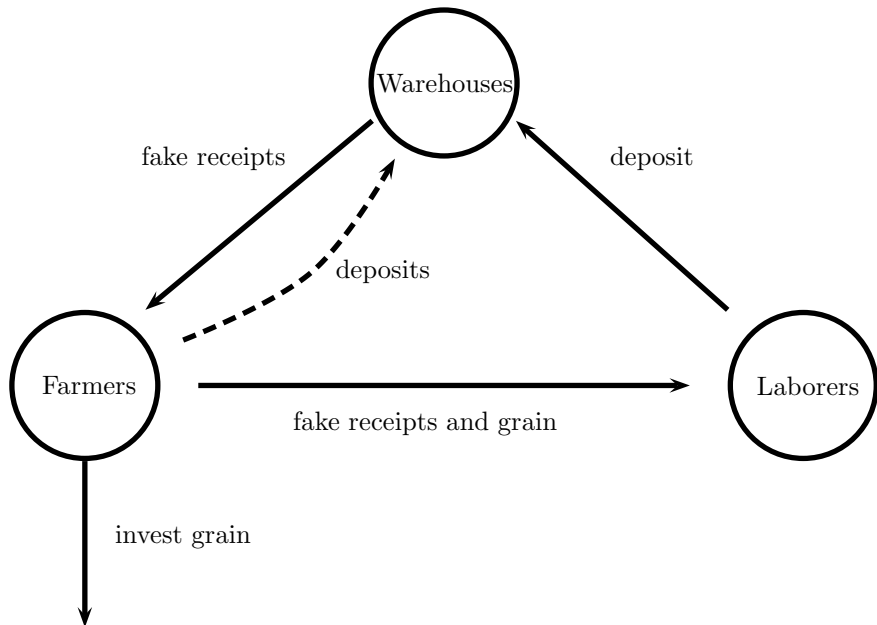 Warehouses
fake receipts
deposit
deposits
Farmers
Laborers
fake receipts and grain
invest grain